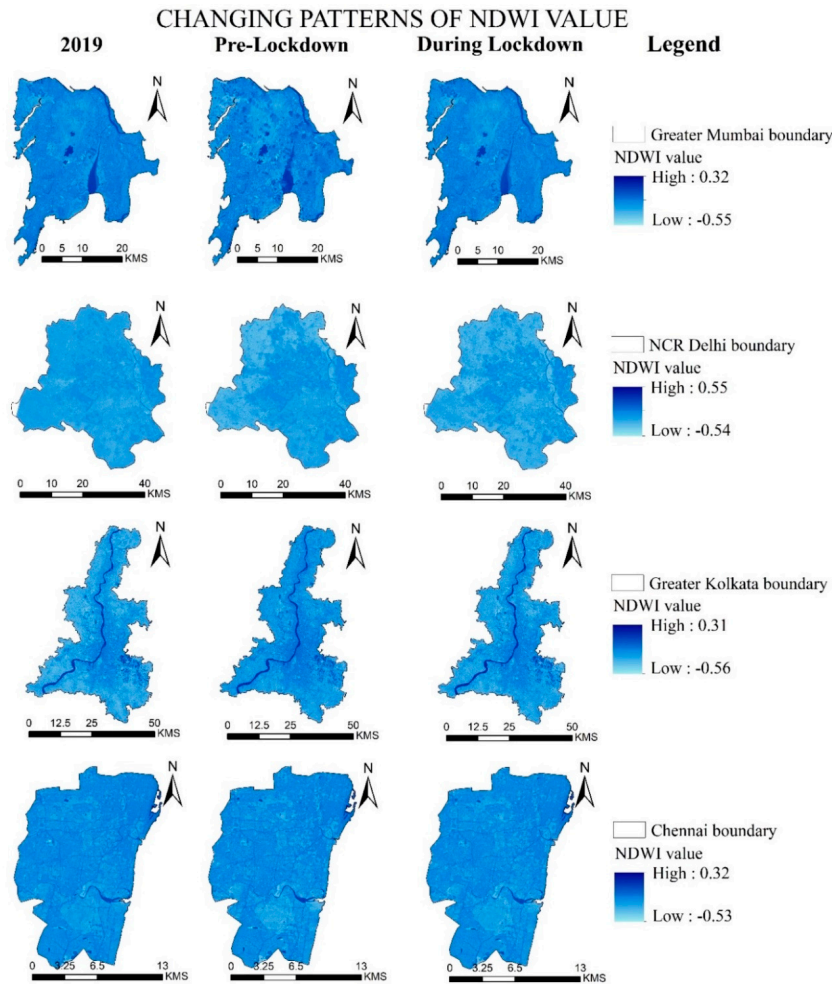 CHANGING PATTERNS OF NDWI VALUE
2019 Pre-Lockdown During Lockdown Legend
N N N
Greater Mumbai boundary
NDWI value
High : 0.32
Low : -0.55
0 5 10 20 KMS
0 5 10 20 KMS
0 5 10 20 KMS
N N N
NCR Delhi boundary
NDWI value
High : 0.55
Low : -0.54
0 10 20 40 KMS
0 10 20 40 KMS
0 10 20 40 KMS
N N N
Greater Kolkata boundary
NDWI value
High : 0.31
Low : -0.56
0 12.5 25 50 KMS
0 12.5 25 50 KMS
0 12.5 25 50 KMS
N N N
Chennai boundary
NDWI value
High : 0.32
Low : -0.53
0 3.25 6.5 13 KMS
0 3.25 6.5 13 KMS
0 3.25 6.5 13 KMS